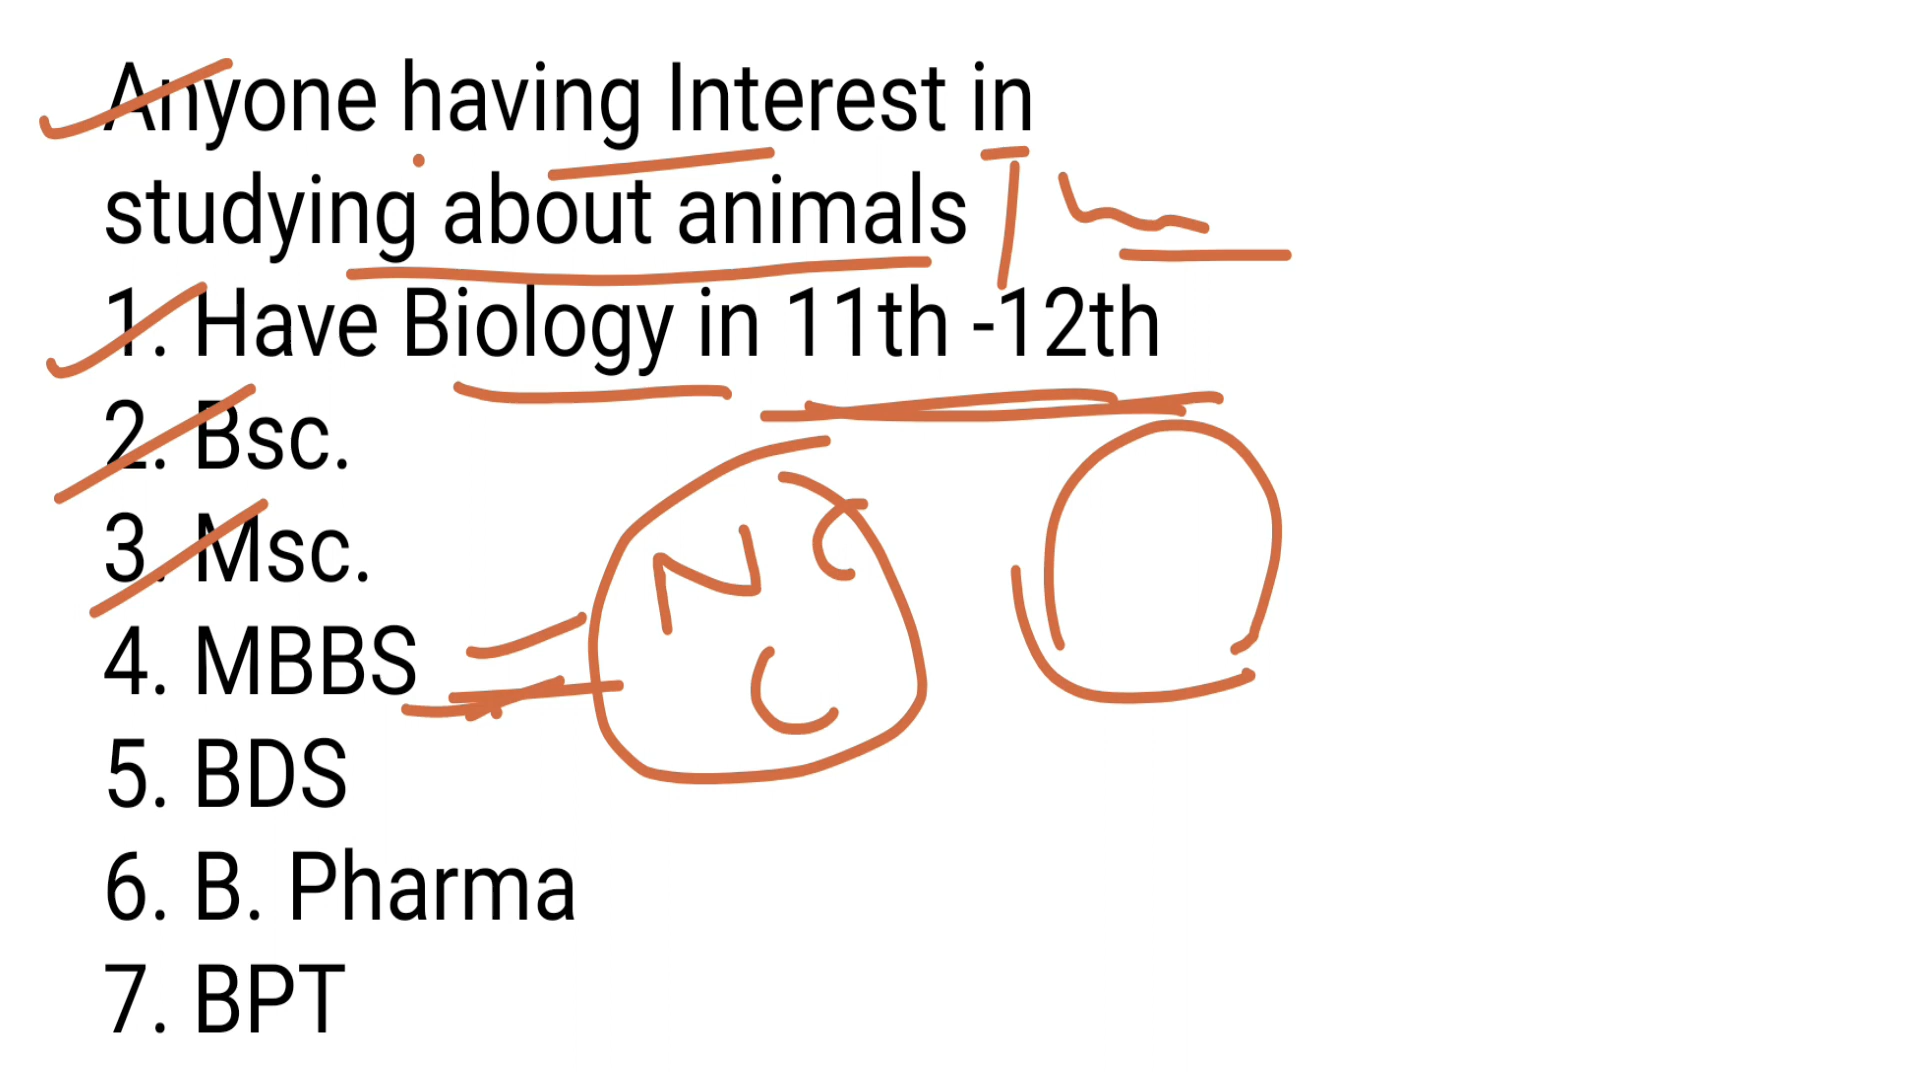 Anyone having Interest in
studying about animals
1. Have Biology in 11th -12th
2. Bsc.
3. Msc.
4. MBBS
5. BDS
6. B. Pharma
7. BPT
N C
C